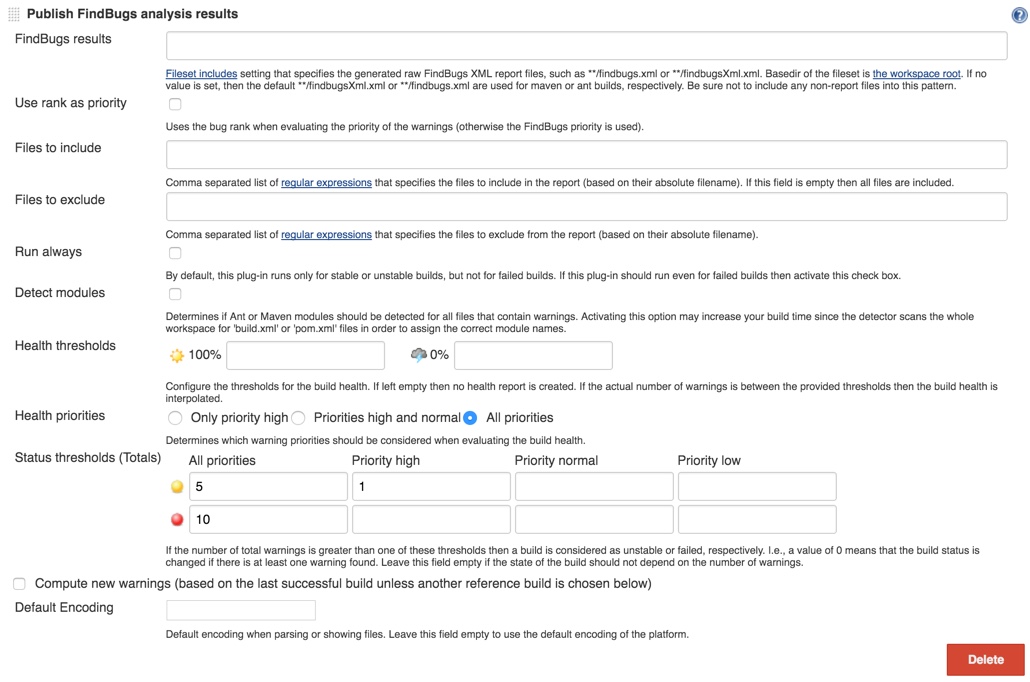 Publish FindBugs analysis results
FindBugs results
Fileset includes setting that specifies the generated raw FindBugs XML report files, such as **/findbugs.xml or **/findbugsXml.xml. Basedir of the fileset is the workspace root. If no
value is set, then the default **/findbugsXml.xml or **/findbugs.xml are used for maven or ant builds, respectively. Be sure not to include any non-report files into this pattern.
Use rank as priority
Uses the bug rank when evaluating the priority of the warnings (otherwise the FindBugs priority is used).
Files to include
Comma separated list of regular expressions that specifies the files to include in the report (based on their absolute filename). If this field is empty then all files are included.
Files to exclude
Comma separated list of regular expressions that specifies the files to exclude from the report (based on their absolute filename).
Run always
By default, this plug-in runs only for stable or unstable builds, but not for failed builds. If this plug-in should run even for failed builds then activate this check box.
Detect modules
Determines if Ant or Maven modules should be detected for all files that contain warnings. Activating this option may increase your build time since the detector scans the whole
workspace for 'build.xml' or 'pom.xml' files in order to assign the correct module names.
Health thresholds
100% 0%
Configure the thresholds for the build health. If left empty then no health report is created. If the actual number of warnings is between the provided thresholds then the build health is
interpolated.
Health priorities
Only priority high Priorities high and normal All priorities
Determines which warning priorities should be considered when evaluating the build health.
Status thresholds (Totals)
All priorities Priority high Priority normal Priority low
5 1
10
If the number of total warnings is greater than one of these thresholds then a build is considered as unstable or failed, respectively. I.e., a value of 0 means that the build status is
changed if there is at least one warning found. Leave this field empty if the state of the build should not depend on the number of warnings.
Compute new warnings (based on the last successful build unless another reference build is chosen below)
Default Encoding
Default encoding when parsing or showing files. Leave this field empty to use the default encoding of the platform.
Delete